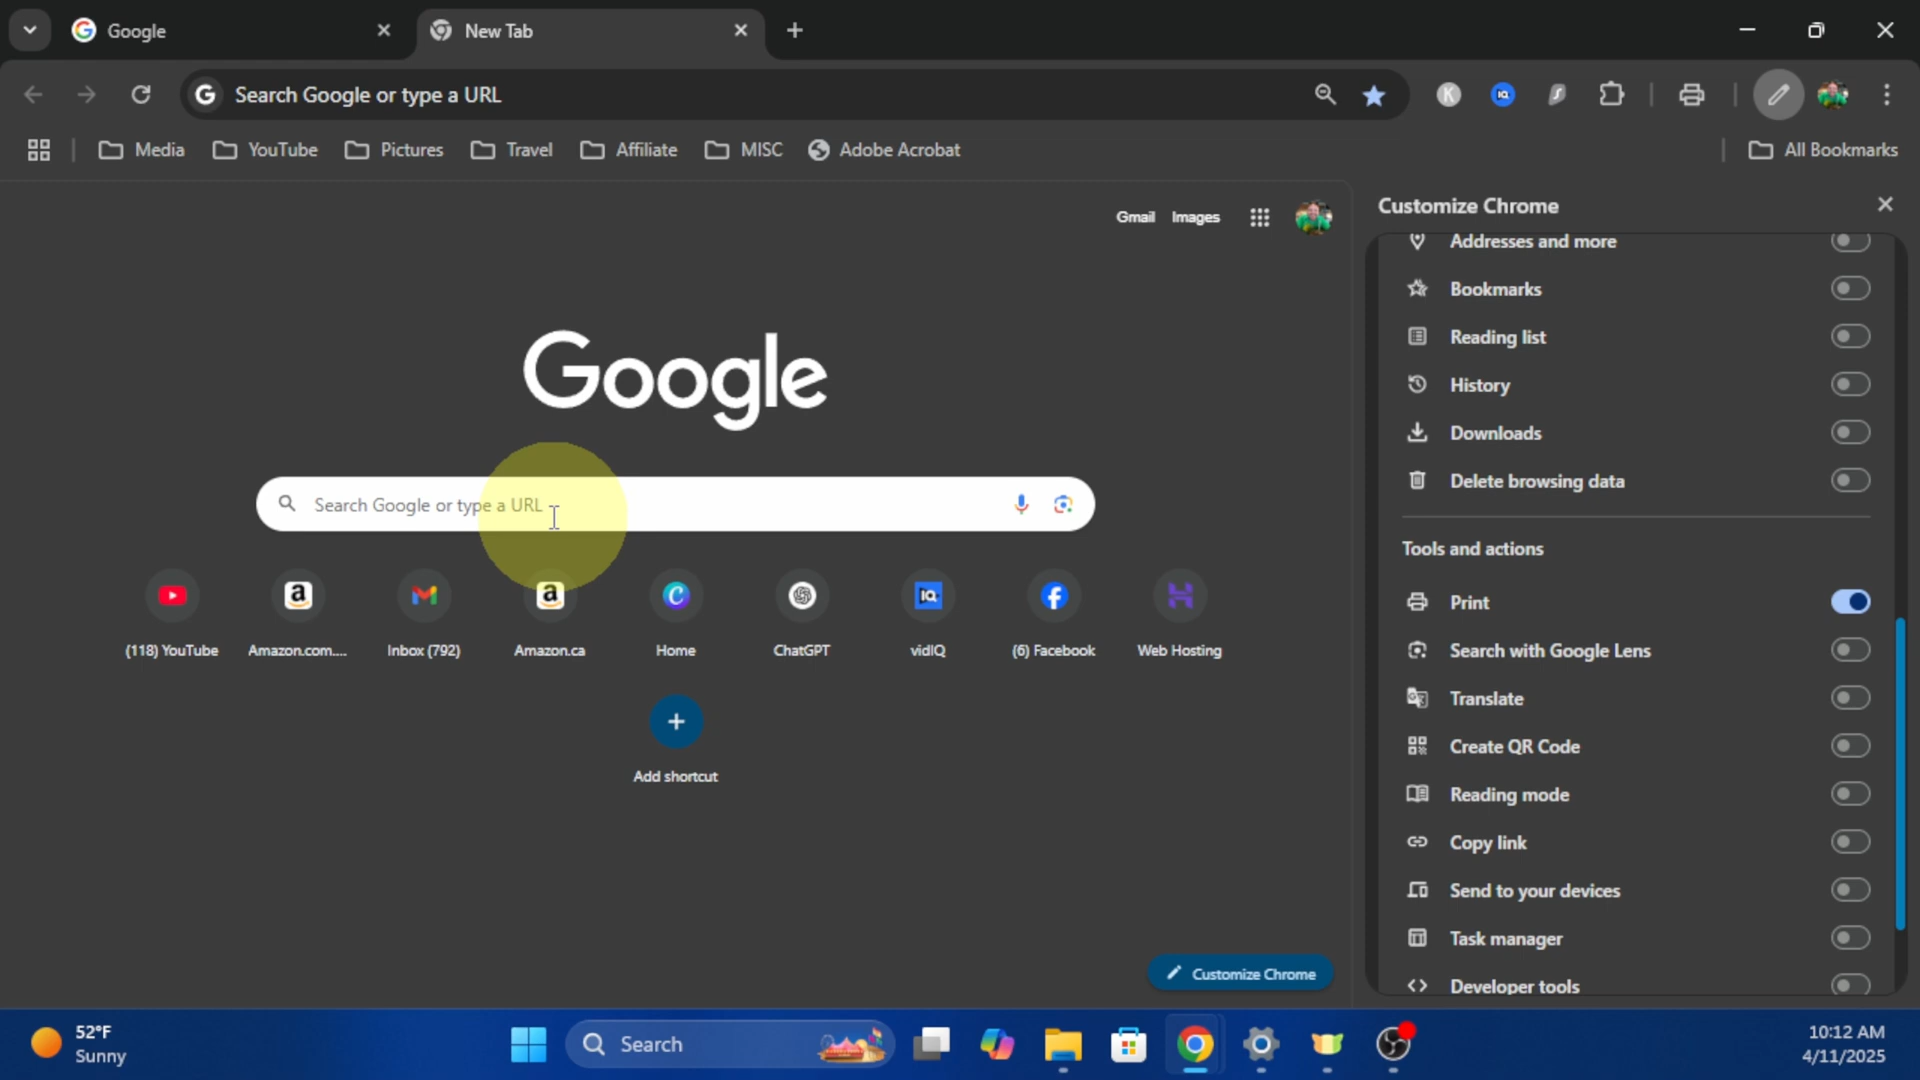 Google
New Tab
Search Google or type a URL
Media YouTube Pictures Travel Affiliate MISC Adobe Acrobat All Bookmarks
Gmail Images
Google
Search Google or type a URL
(118) YouTube Amazon.com.... Inbox (792) Amazon.ca Home ChatGPT vidIQ (6) Facebook Web Hosting
Add shortcut
Customize Chrome
Customize Chrome
Addresses and more
Bookmarks
Reading list
History
Downloads
Delete browsing data
Tools and actions
Print
Search with Google Lens
Translate
Create QR Code
Reading mode
Copy link
Send to your devices
Task manager
Developer tools
52°F
Sunny
Search
10:12 AM
4/11/2025